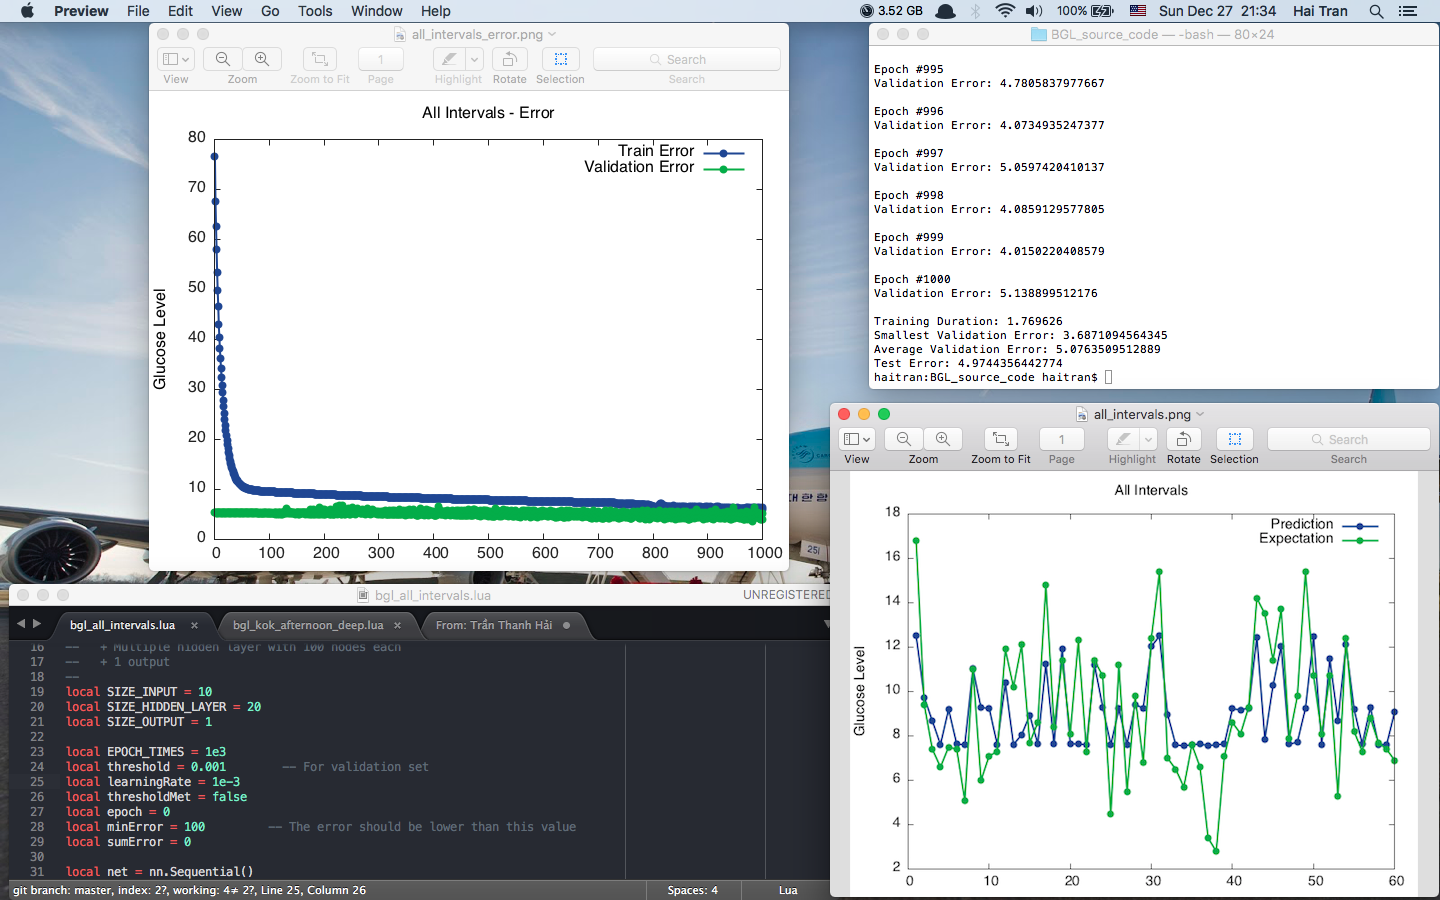 Preview File Edit View Go Tools Window Help
3.52 GB 100% Sun Dec 27 21:34 Hai Tran
all_intervals_error.png
1
Search
View Zoom Zoom to Fit Page Highlight Rotate Selection Search
All Intervals - Error
Train Error
Validation Error
Glucose Level
80
70
60
50
40
30
20
10
0
0 100 200 300 400 500 600 700 800 900 1000
BGL_source_code — -bash — 80×24
Epoch #995
Validation Error: 4.7805837977667
Epoch #996
Validation Error: 4.0734935247377
Epoch #997
Validation Error: 5.0597420410137
Epoch #998
Validation Error: 4.0859129577805
Epoch #999
Validation Error: 4.0150220408579
Epoch #1000
Validation Error: 5.138899512176
Training Duration: 1.769626
Smallest Validation Error: 3.6871094564345
Average Validation Error: 5.0763509512889
Test Error: 4.9744356442774
haitran:BGL_source_code haitran$
대한항
251
bgl_all_intervals.lua
UNREGISTERED
bgl_all_intervals.lua × bgl_kok_afternoon_deep.lua × From: Trần Thanh Hải
16 -- + Multiple hidden layer with 100 nodes each
17 -- + 1 output
18 --
19 local SIZE_INPUT = 10
20 local SIZE_HIDDEN_LAYER = 20
21 local SIZE_OUTPUT = 1
22
23 local EPOCH_TIMES = 1e3
24 local threshold = 0.001 -- For validation set
25 local learningRate = 1e-3
26 local thresholdMet = false
27 local epoch = 0
28 local minError = 100 -- The error should be lower than this value
29 local sumError = 0
30
31 local net = nn.Sequential()
git branch: master, index: 2?, working: 4≠ 2?, Line 25, Column 26 Spaces: 4 Lua
all_intervals.png
1
Search
View Zoom Zoom to Fit Page Highlight Rotate Selection Search
All Intervals
Prediction
Expectation
Glucose Level
18
16
14
12
10
8
6
4
2
0 10 20 30 40 50 60